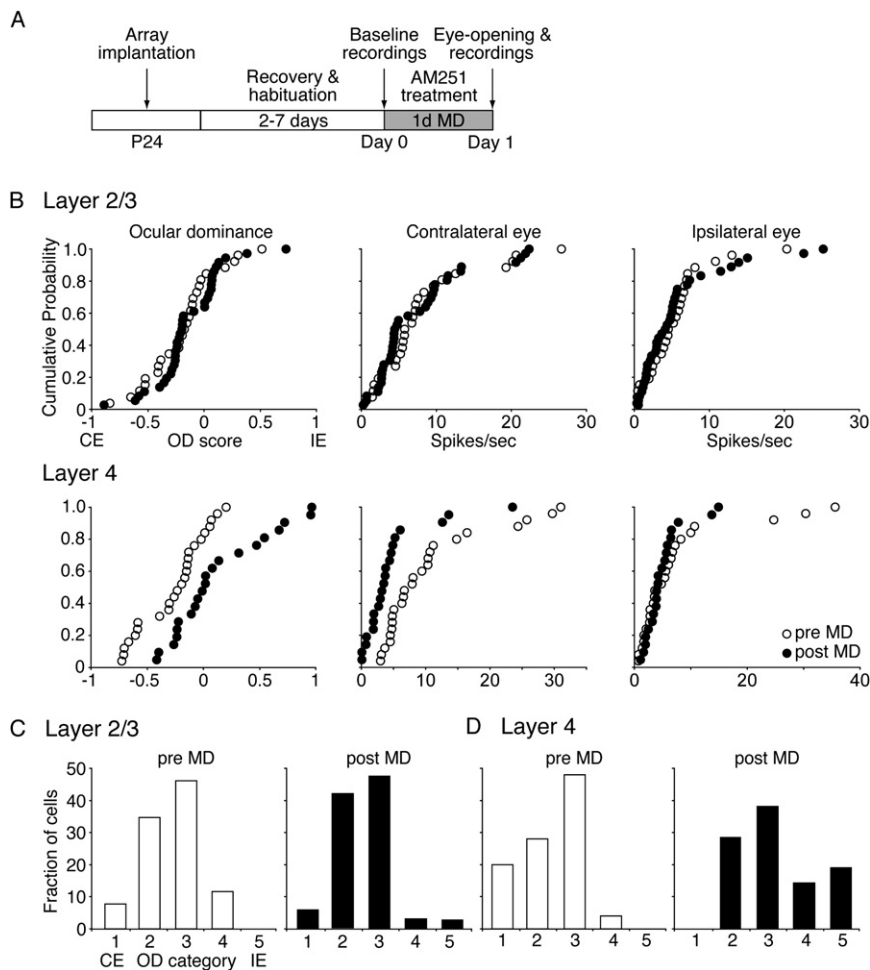 A
Array
implantation
Baseline
recordings
Eye-opening &
recordings
Recovery &
habituation
AM251
treatment
2-7 days
1d MD
P24
Day 0
Day 1
B Layer 2/3
Ocular dominance
Contralateral eye
Ipsilateral eye
Cumulative Probability
1.0
0.8
0.6
0.4
0.2
0
-1 -0.5 0 0.5 1
CE OD score IE
0 10 20 30
Spikes/sec
0 10 20 30
Spikes/sec
Layer 4
1.0
0.8
0.6
0.4
0.2
0
-1 -0.5 0 0.5 1
0 10 20 30
0 20 40
pre MD
post MD
C Layer 2/3
pre MD
post MD
Fraction of cells
50
40
30
20
10
0
1 2 3 4 5
CE OD category IE
1 2 3 4 5
D Layer 4
pre MD
post MD
1 2 3 4 5
1 2 3 4 5